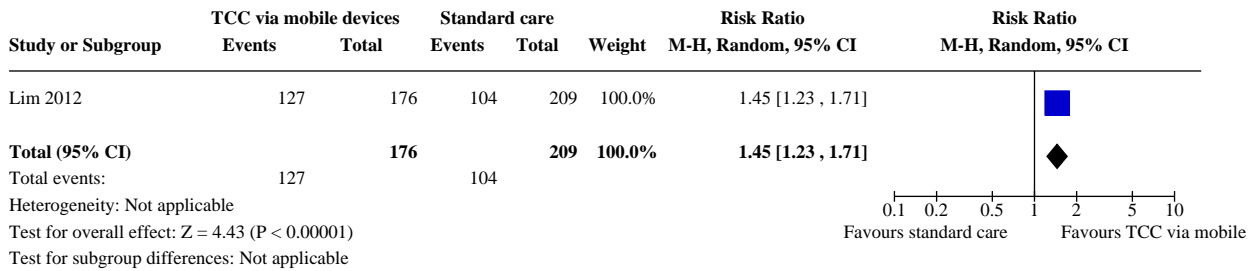 TCC via mobile devices Standard care Risk Ratio Risk Ratio
Study or Subgroup Events Total Events Total Weight M-H, Random, 95% CI M-H, Random, 95% CI
Lim 2012 127 176 104 209 100.0% 1.45 [1.23 , 1.71]
Total (95% CI) 176 209 100.0% 1.45 [1.23 , 1.71]
Total events: 127 104
Heterogeneity: Not applicable
0.1 0.2 0.5 1 2 5 10
Test for overall effect: Z = 4.43 (P < 0.00001)
Favours standard care Favours TCC via mobile
Test for subgroup differences: Not applicable